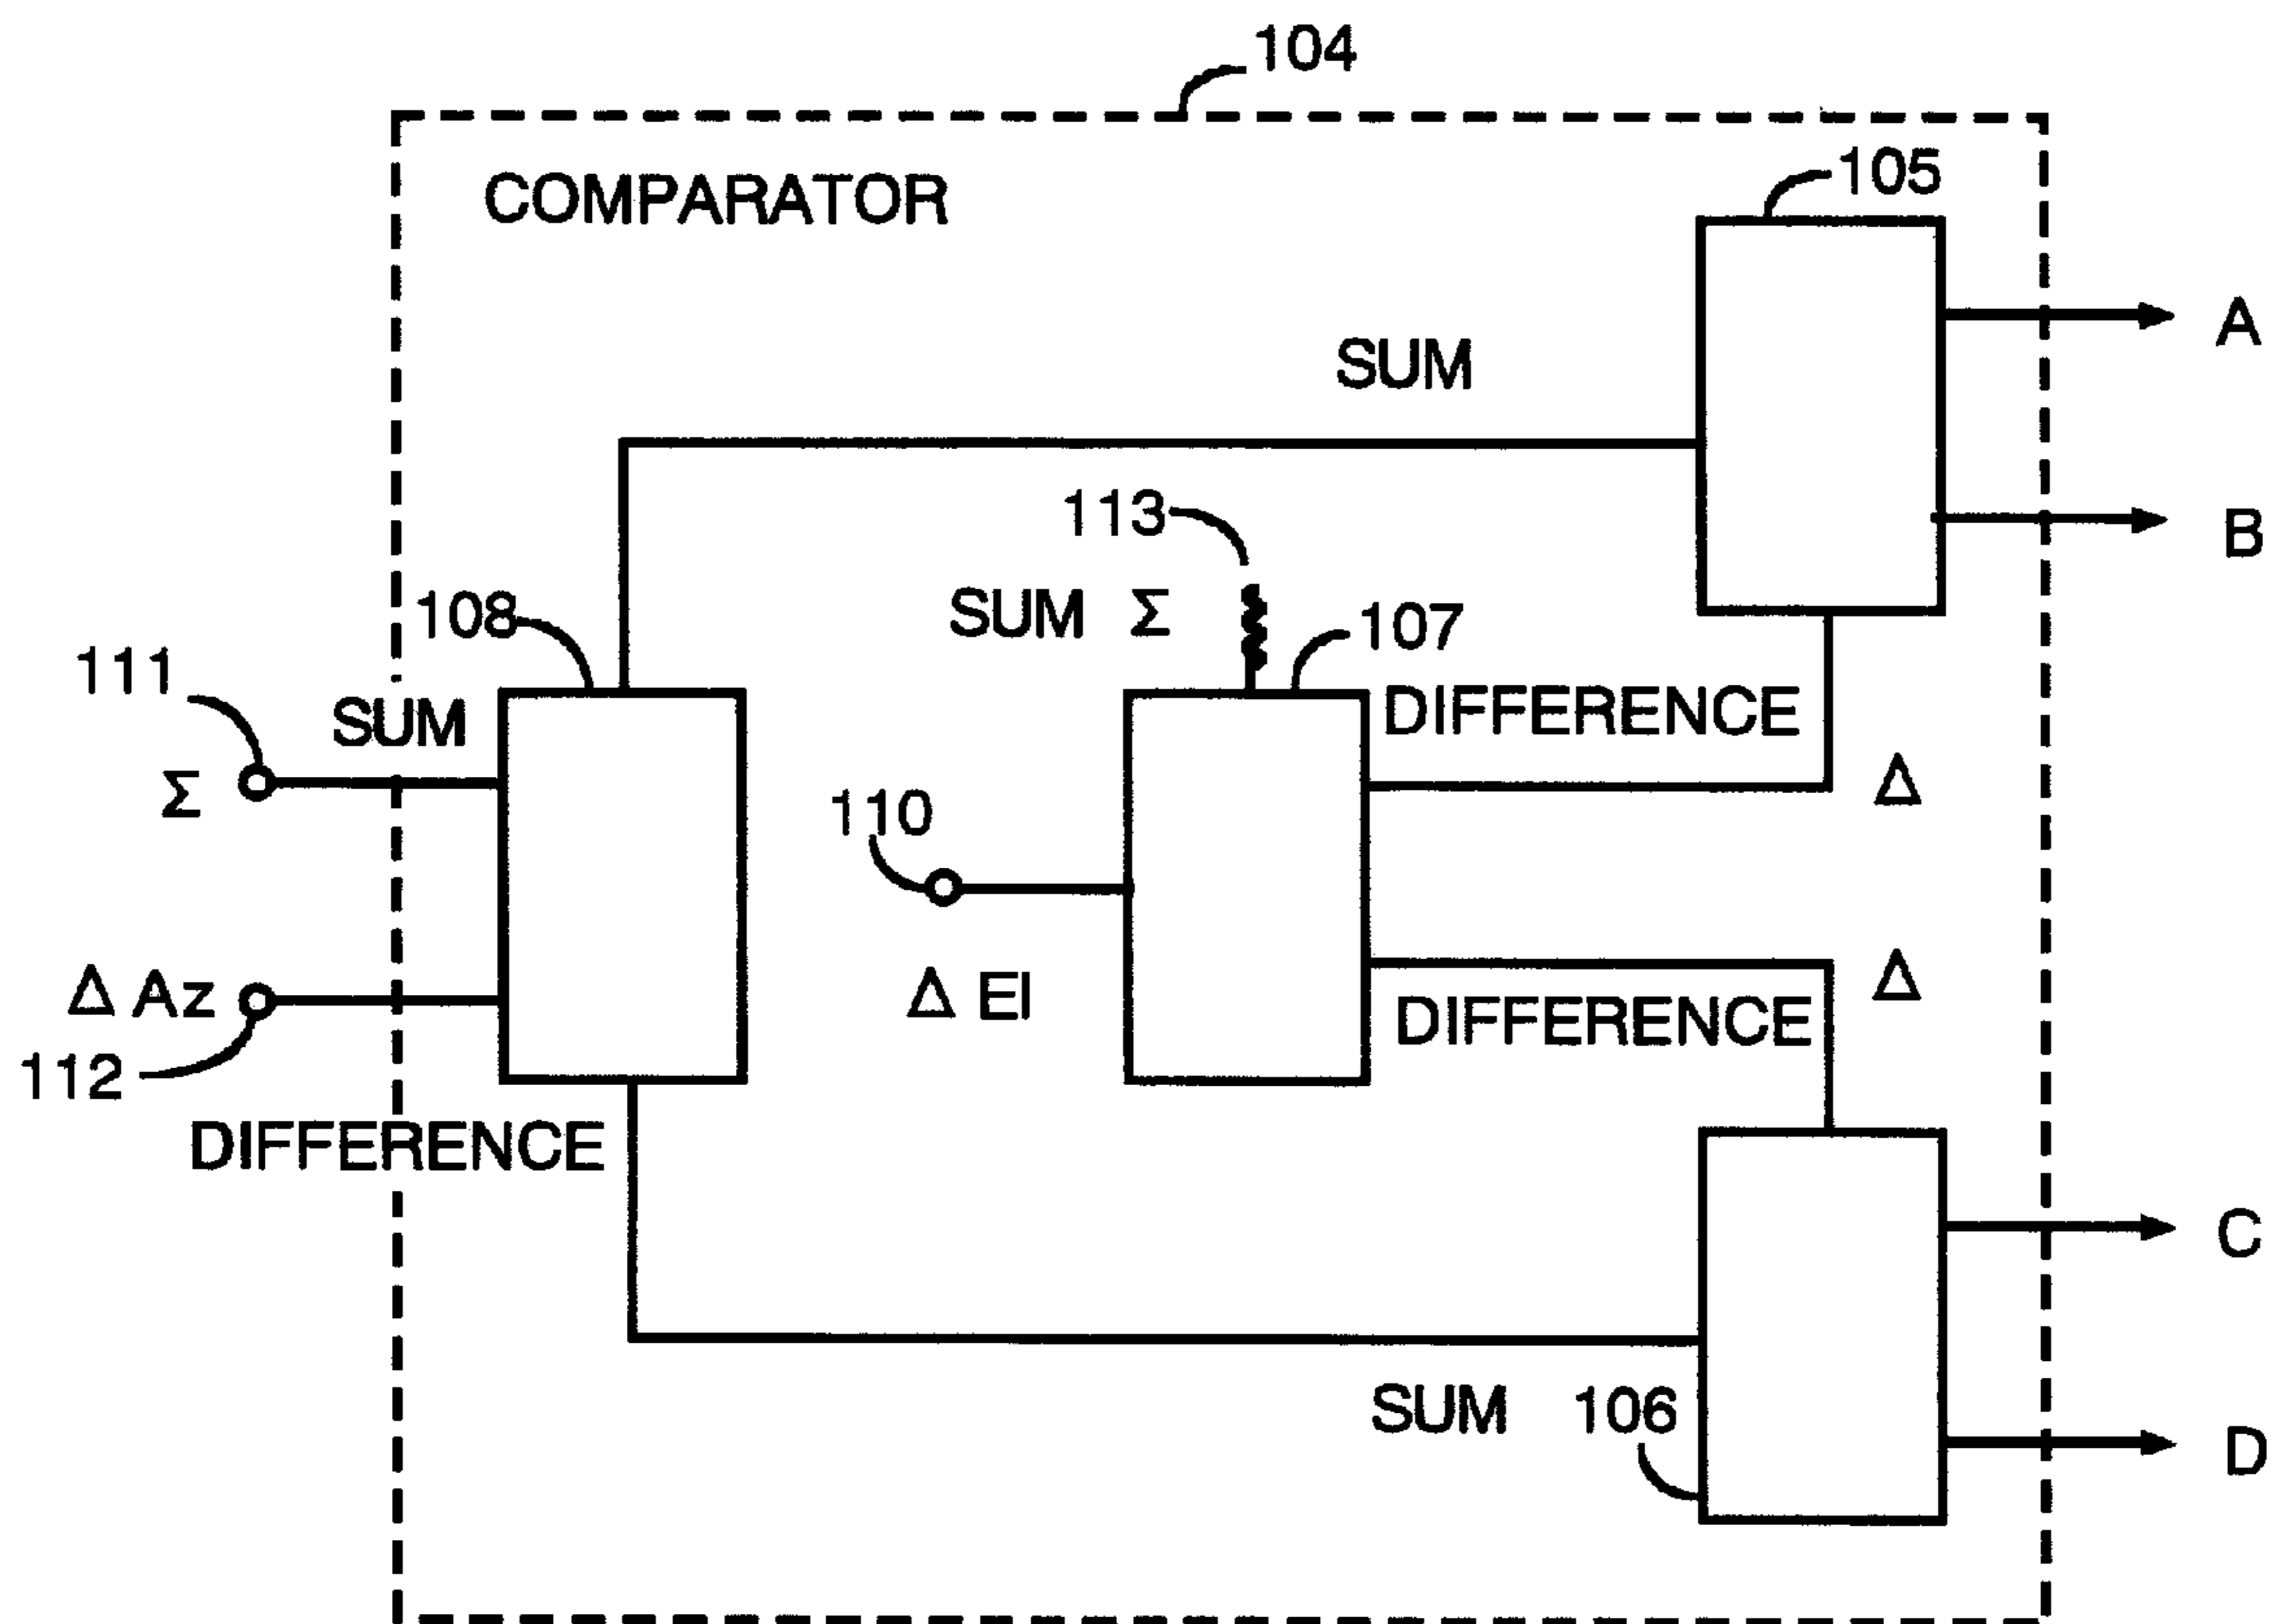 104
COMPARATOR
105
A
SUM
B
113
108
SUM Σ
107
111
SUM
DIFFERENCE
Σ
110
Δ
Δ Az
Δ El
Δ
DIFFERENCE
112
DIFFERENCE
C
SUM 106
D